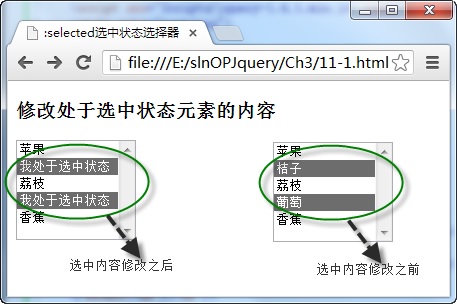 :selected选中状态选择器
file:///E:/slnOPJquery/Ch3/11-1.html
修改处于选中状态元素的内容
苹果
我处于选中状态
荔枝
我处于选中状态
香蕉
选中内容修改之后
苹果
桔子
荔枝
葡萄
香蕉
选中内容修改之前